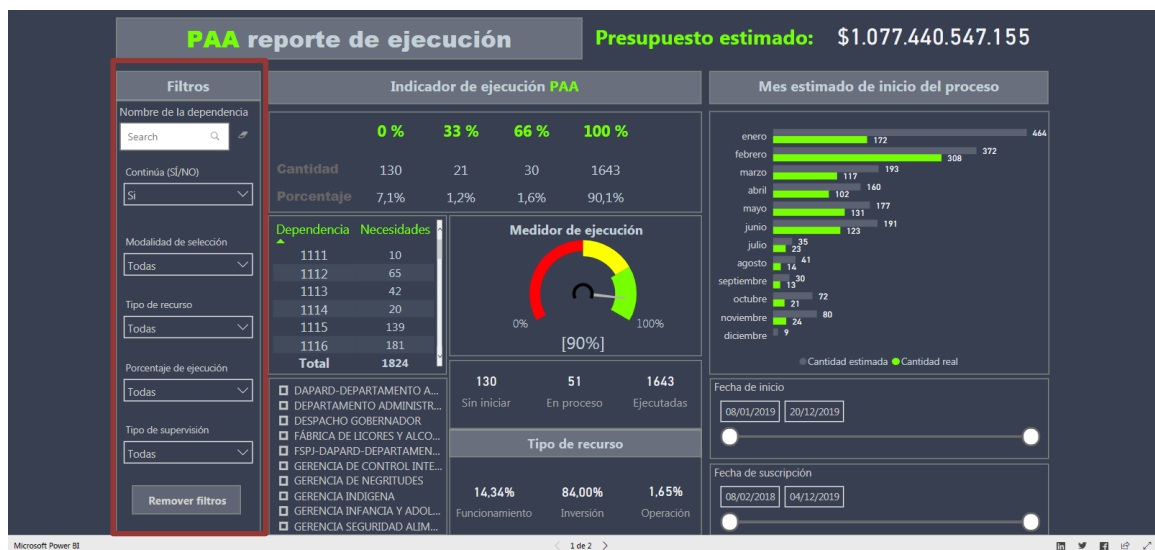 PAA reporte de ejecución
Presupuesto estimado: $1.077.440.547.155
Filtros
Nombre de la dependencia
Search
Continúa (SÍ/NO)
Si
Modalidad de selección
Todas
Tipo de recurso
Todas
Porcentaje de ejecución
Todas
Tipo de supervisión
Todas
Remover filtros
Indicador de ejecución PAA
0 % 33 % 66 % 100 %
Cantidad 130 21 30 1643
Porcentaje 7,1% 1,2% 1,6% 90,1%
Dependencia Necesidades
1111 10
1112 65
1113 42
1114 20
1115 139
1116 181
Total 1824
Medidor de ejecución
0% 100%
[90%]
DAPARD-DEPARTAMENTO A...
DEPARTAMENTO ADMINISTR...
DESPACHO GOBERNADOR
FÁBRICA DE LICORES Y ALCO...
FSPJ-DAPARD-DEPARTAMEN...
GERENCIA DE CONTROL INTE...
GERENCIA DE NEGRITUDES
GERENCIA INDIGENA
GERENCIA INFANCIA Y ADOL...
GERENCIA SEGURIDAD ALIM...
130 51 1643
Sin iniciar En proceso Ejecutadas
Tipo de recurso
14,34% 84,00% 1,65%
Funcionamiento Inversión Operación
Mes estimado de inicio del proceso
enero 464 172
febrero 372 308
marzo 193 117
abril 160 102
mayo 177 131
junio 191 123
julio 35 23
agosto 41 14
septiembre 30 13
octubre 72 21
noviembre 80 24
diciembre 9
Cantidad estimada Cantidad real
Fecha de inicio
08/01/2019 20/12/2019
Fecha de suscripción
08/02/2018 04/12/2019
Microsoft Power BI
1 de 2